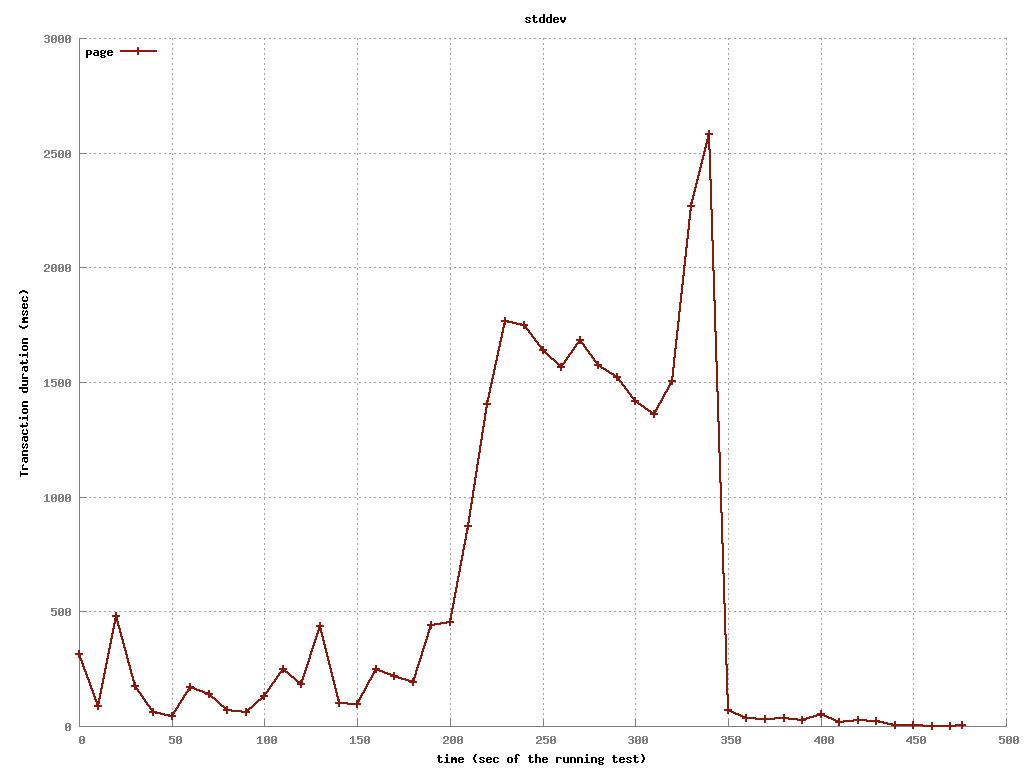 stddev
page
3000
2500
2000
1500
1000
500
0
Transaction duration (msec)
0 50 100 150 200 250 300 350 400 450 500
time (sec of the running test)